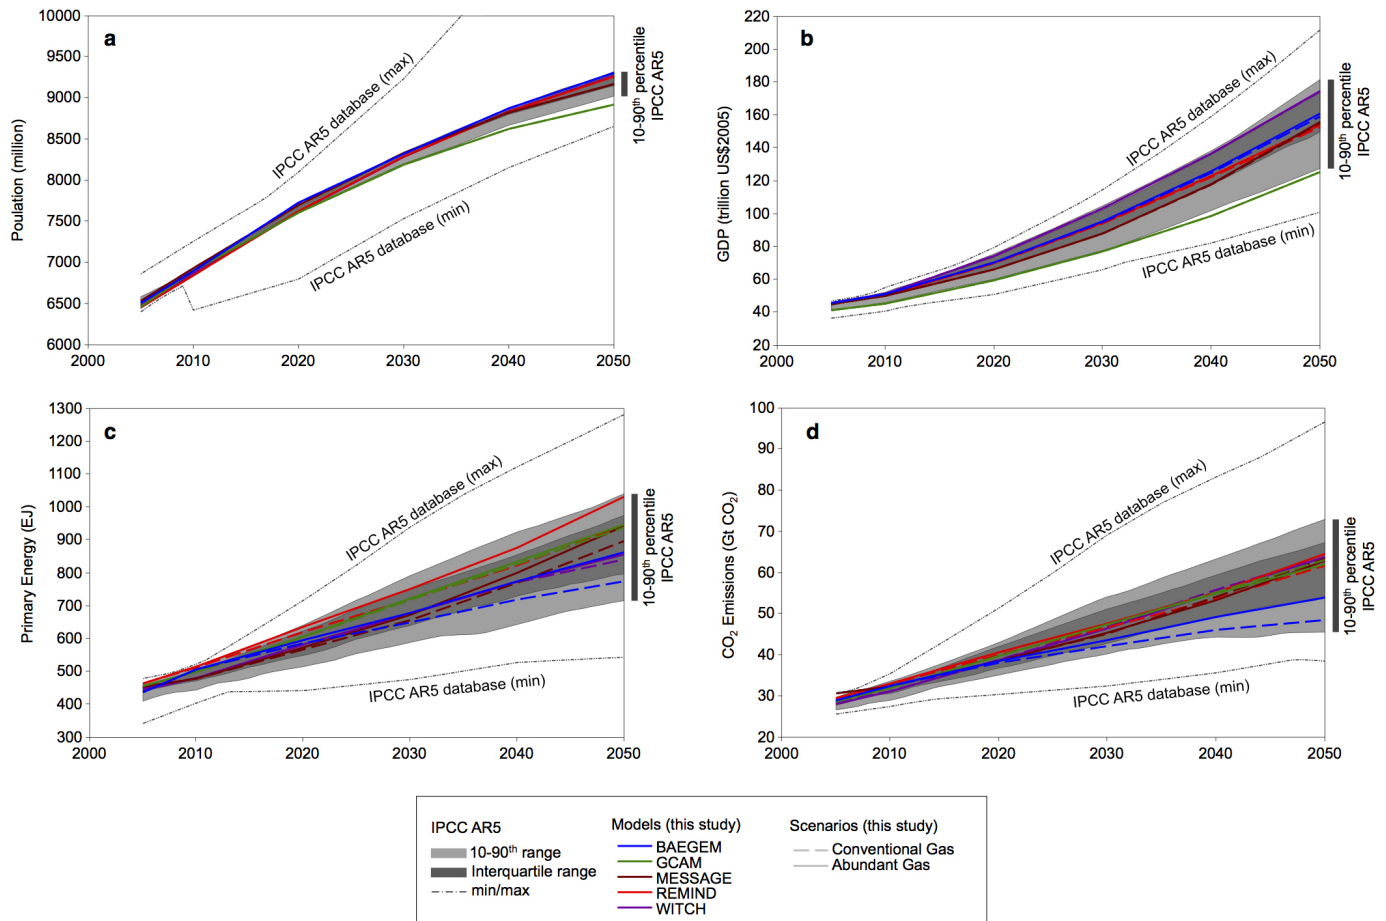 a
Poulation (million)
10000
9500
9000
8500
8000
7500
7000
6500
6000
2000 2010 2020 2030 2040 2050
IPCC AR5 database (max)
IPCC AR5 database (min)
10-90th percentile
IPCC AR5
b
GDP (trillion US$2005)
220
200
180
160
140
120
100
80
60
40
20
2000 2010 2020 2030 2040 2050
IPCC AR5 database (max)
IPCC AR5 database (min)
10-90th percentile
IPCC AR5
c
Primary Energy (EJ)
1300
1200
1100
1000
900
800
700
600
500
400
300
2000 2010 2020 2030 2040 2050
IPCC AR5 database (max)
IPCC AR5 database (min)
10-90th percentile
IPCC AR5
d
CO2 Emissions (Gt CO2)
100
90
80
70
60
50
40
30
20
2000 2010 2020 2030 2040 2050
IPCC AR5 database (max)
IPCC AR5 database (min)
10-90th percentile
IPCC AR5
IPCC AR5
10-90th range
Interquartile range
min/max
Models (this study)
BAEGEM
GCAM
MESSAGE
REMIND
WITCH
Scenarios (this study)
Conventional Gas
Abundant Gas